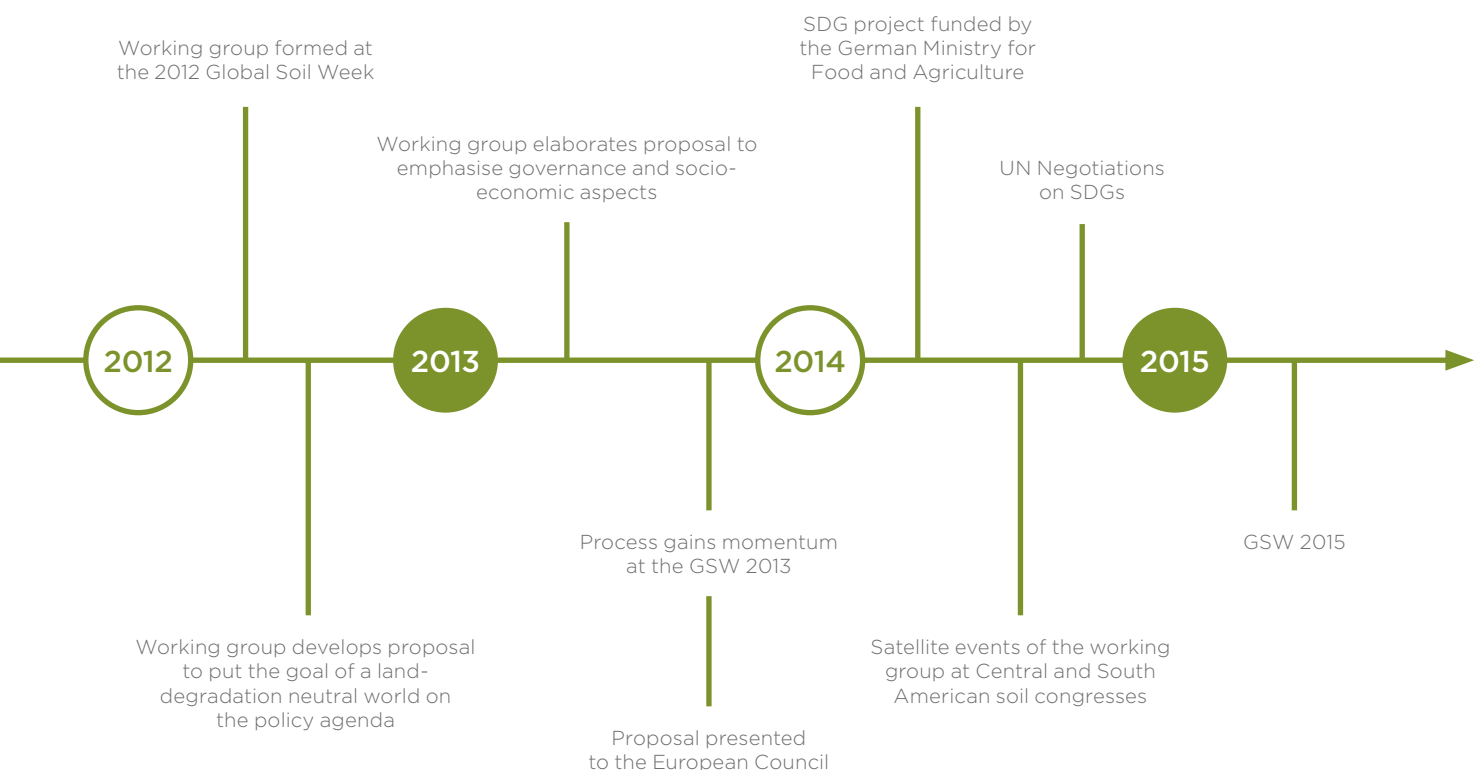 SDG project funded by
the German Ministry for
Food and Agriculture
Working group formed at
the 2012 Global Soil Week
Working group elaborates proposal to
emphasise governance and socio-
economic aspects
UN Negotiations
on SDGs
2012
2013
2014
2015
Process gains momentum
at the GSW 2013
GSW 2015
Working group develops proposal
to put the goal of a land-
degradation neutral world on
the policy agenda
Satellite events of the working
group at Central and South
American soil congresses
Proposal presented
to the European Council